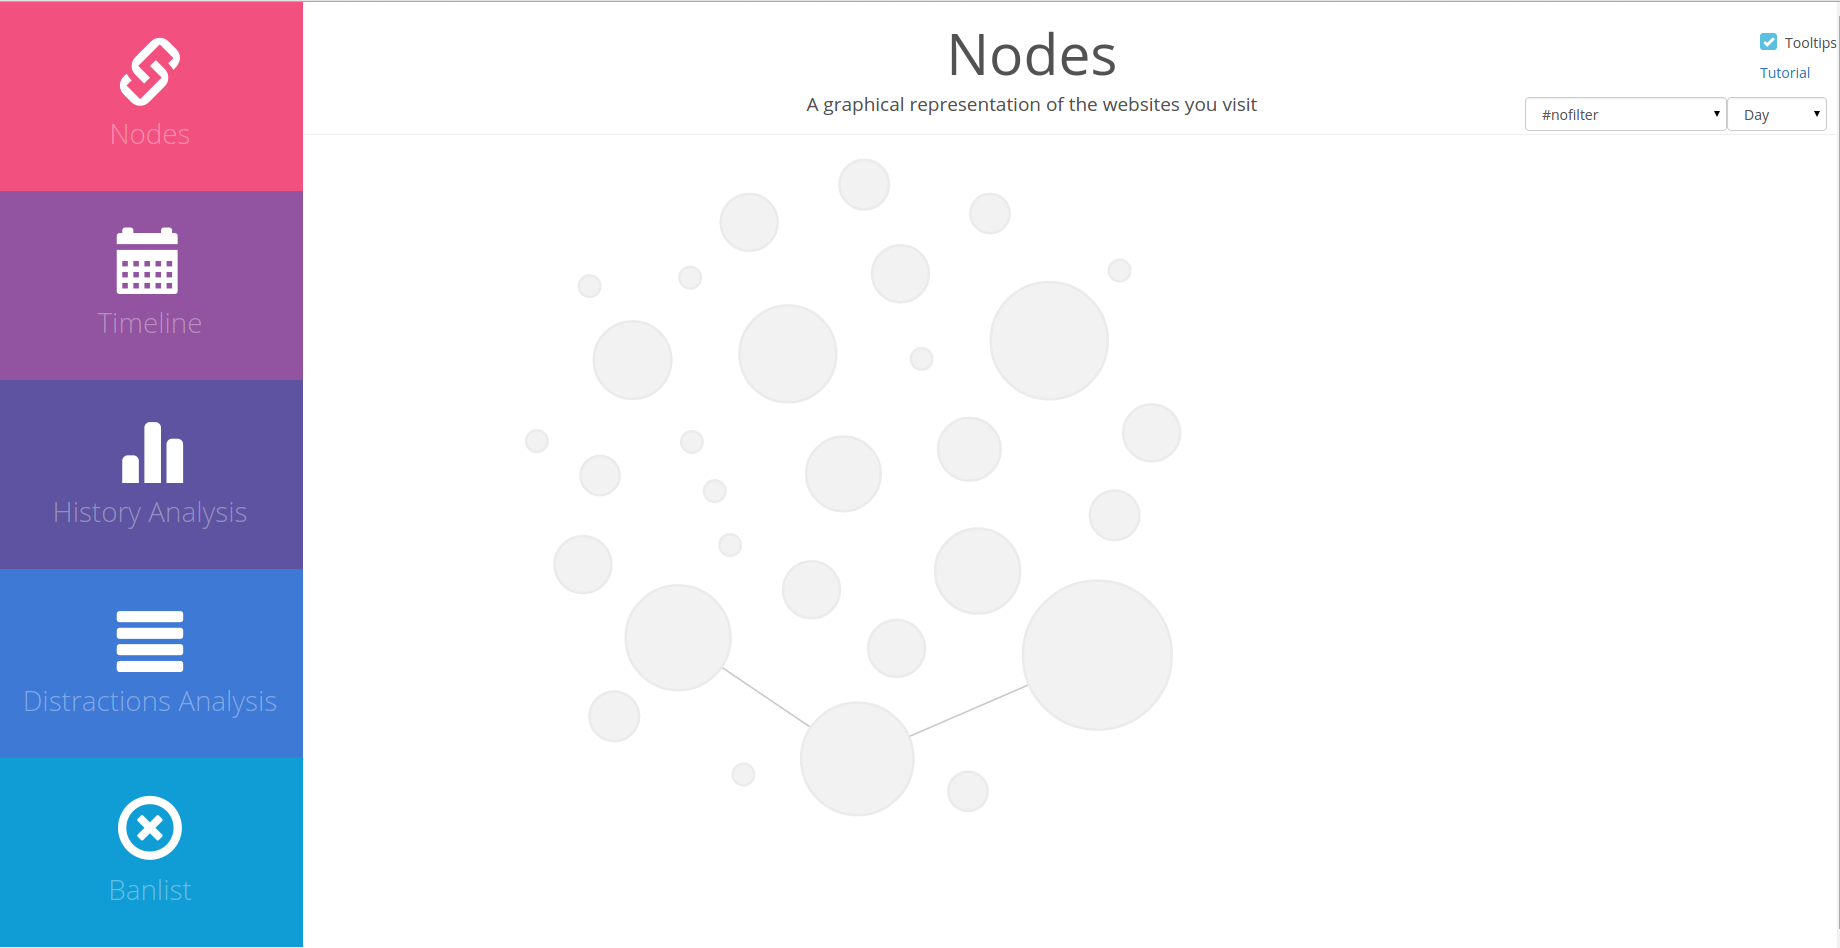 Nodes
Timeline
History Analysis
Distractions Analysis
Banlist
Nodes
A graphical representation of the websites you visit
Tooltips
Tutorial
#nofilter
Day